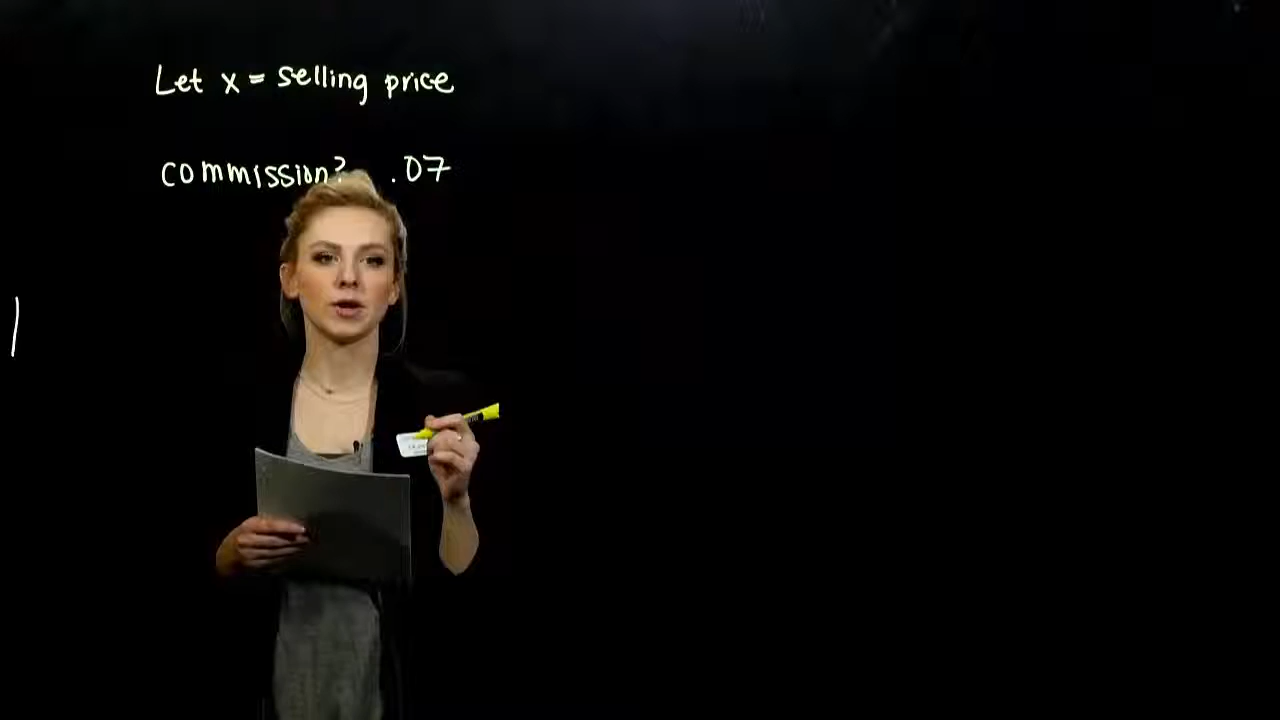 Let x = selling price
commission? .07